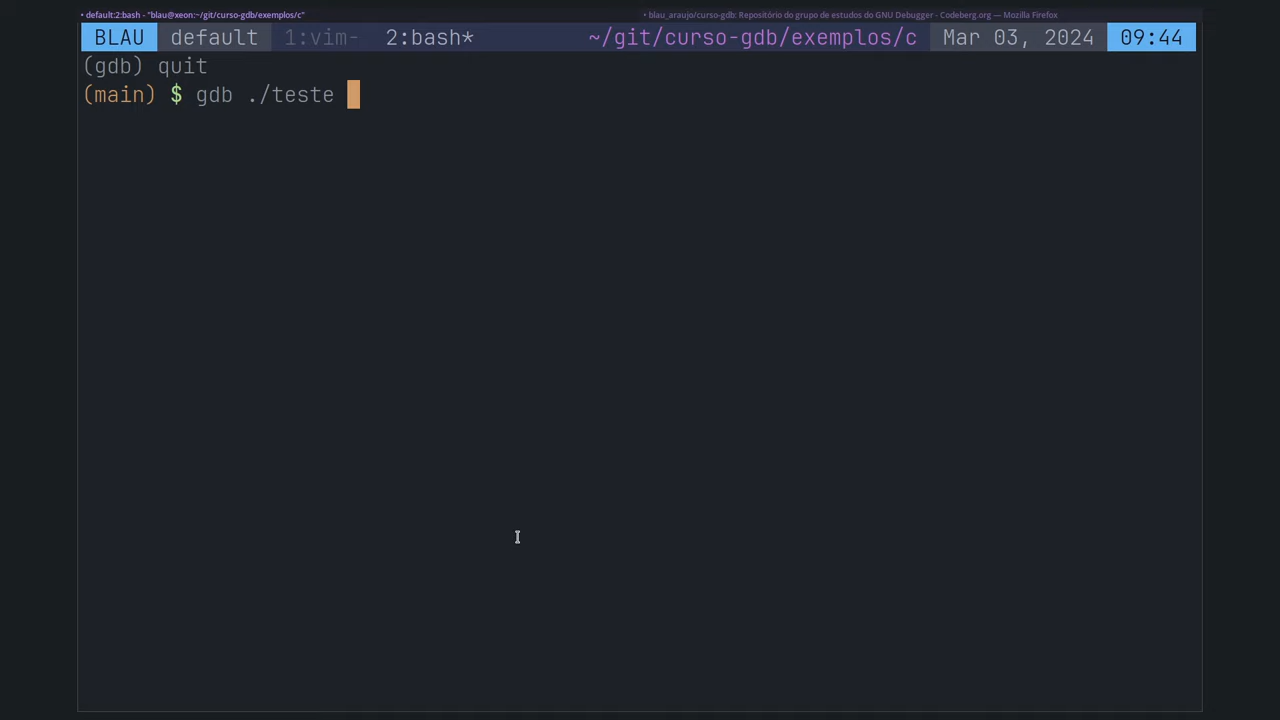 • default:2:bash - "blau@xeon:~/git/curso-gdb/exemplos/c"
• blau_araujo/curso-gdb: Repositório do grupo de estudos do GNU Debugger - Codeberg.org — Mozilla Firefox
BLAU default 1:vim- 2:bash* ~/git/curso-gdb/exemplos/c Mar 03, 2024 09:44
(gdb) quit
(main) $ gdb ./teste